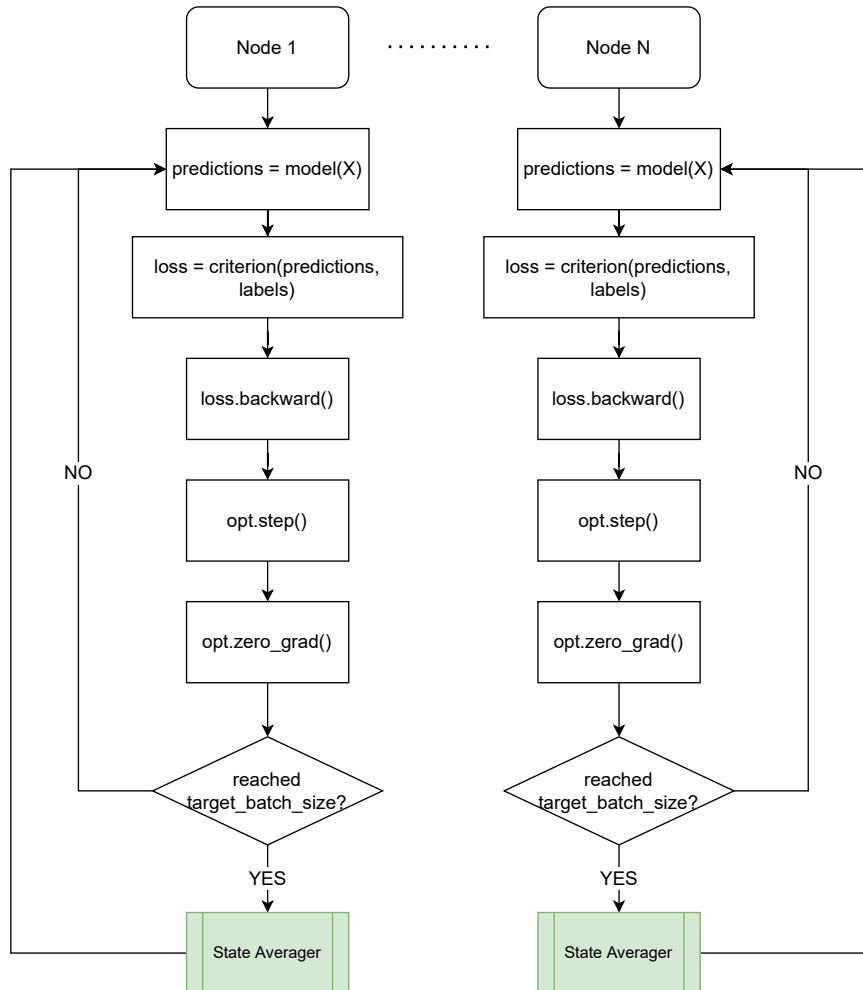 Node 1
Node N
predictions = model(X)
predictions = model(X)
loss = criterion(predictions,
labels)
loss = criterion(predictions,
labels)
loss.backward()
loss.backward()
NO
NO
opt.step()
opt.step()
opt.zero_grad()
opt.zero_grad()
reached
target_batch_size?
reached
target_batch_size?
YES
YES
State Averager
State Averager